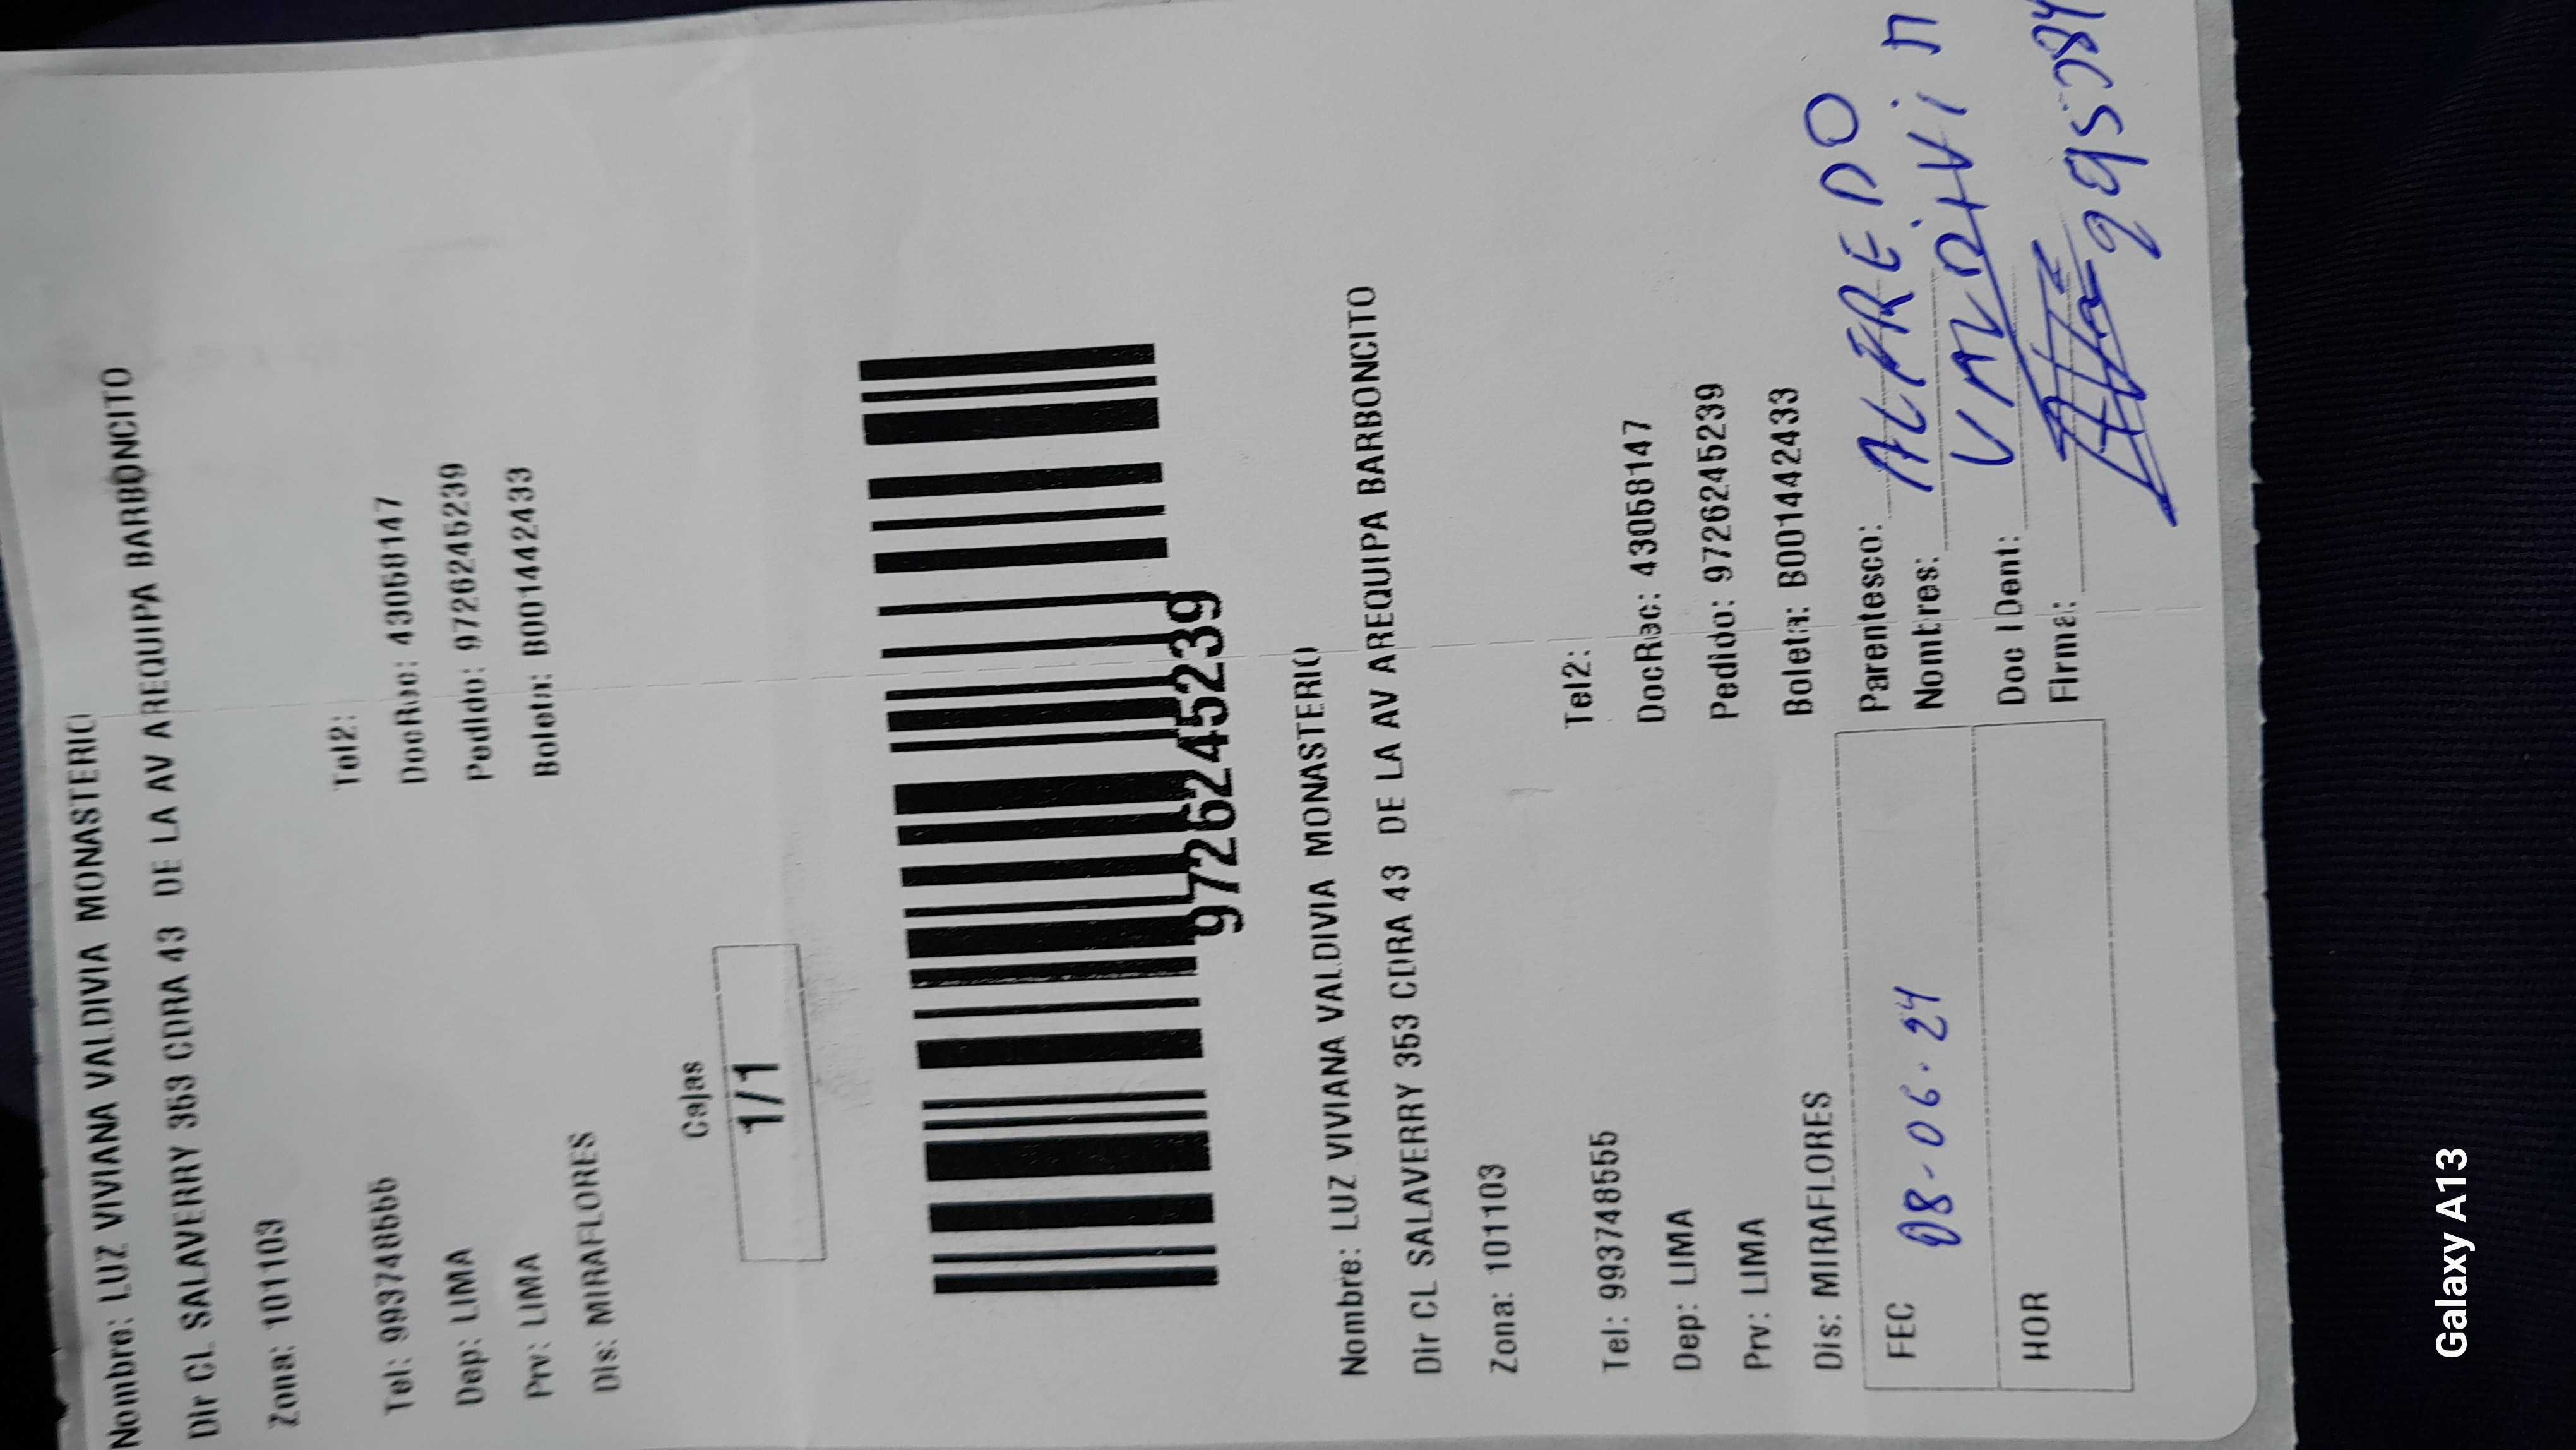 Nombre: LUZ VIVIANA VALDIVIA MONASTERIO
Dir CL SALAVERRY 353 CDRA 43 DE LA AV AREQUIPA BARBONCITO
Zona: 101103
Tel: 993748555 Tel2:
Dep: LIMA DocRec: 43058147
Prv: LIMA Pedido: 9726245239
Dis: MIRAFLORES Boleta: B001442433
Cajas
1/1
9726245239
Nombre: LUZ VIVIANA VALDIVIA MONASTERIO
Dir CL SALAVERRY 353 CDRA 43 DE LA AV AREQUIPA BARBONCITO
Zona: 101103
Tel: 993748555 Tel2:
Dep: LIMA DocRec: 43058147
Prv: LIMA Pedido: 9726245239
Dis: MIRAFLORES Boleta: B001442433
FEC 08-06-24 Parentesco: ALFREDO
Nombres:
HOR Doc IDent:
Firma:
Galaxy A13